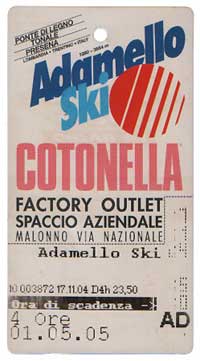 PONTE DI LEGNO
TONALE
PRESENA
LOMBARDIA - TRENTINO - ITALY
Adamello
Ski
COTONELLA
FACTORY OUTLET
SPACCIO AZIENDALE
MALONNO VIA NAZIONALE
Adamello Ski
10 003872 17.11.04 D4h 23,50
Ora di scadenza
4 Ore
AD
01.05.05